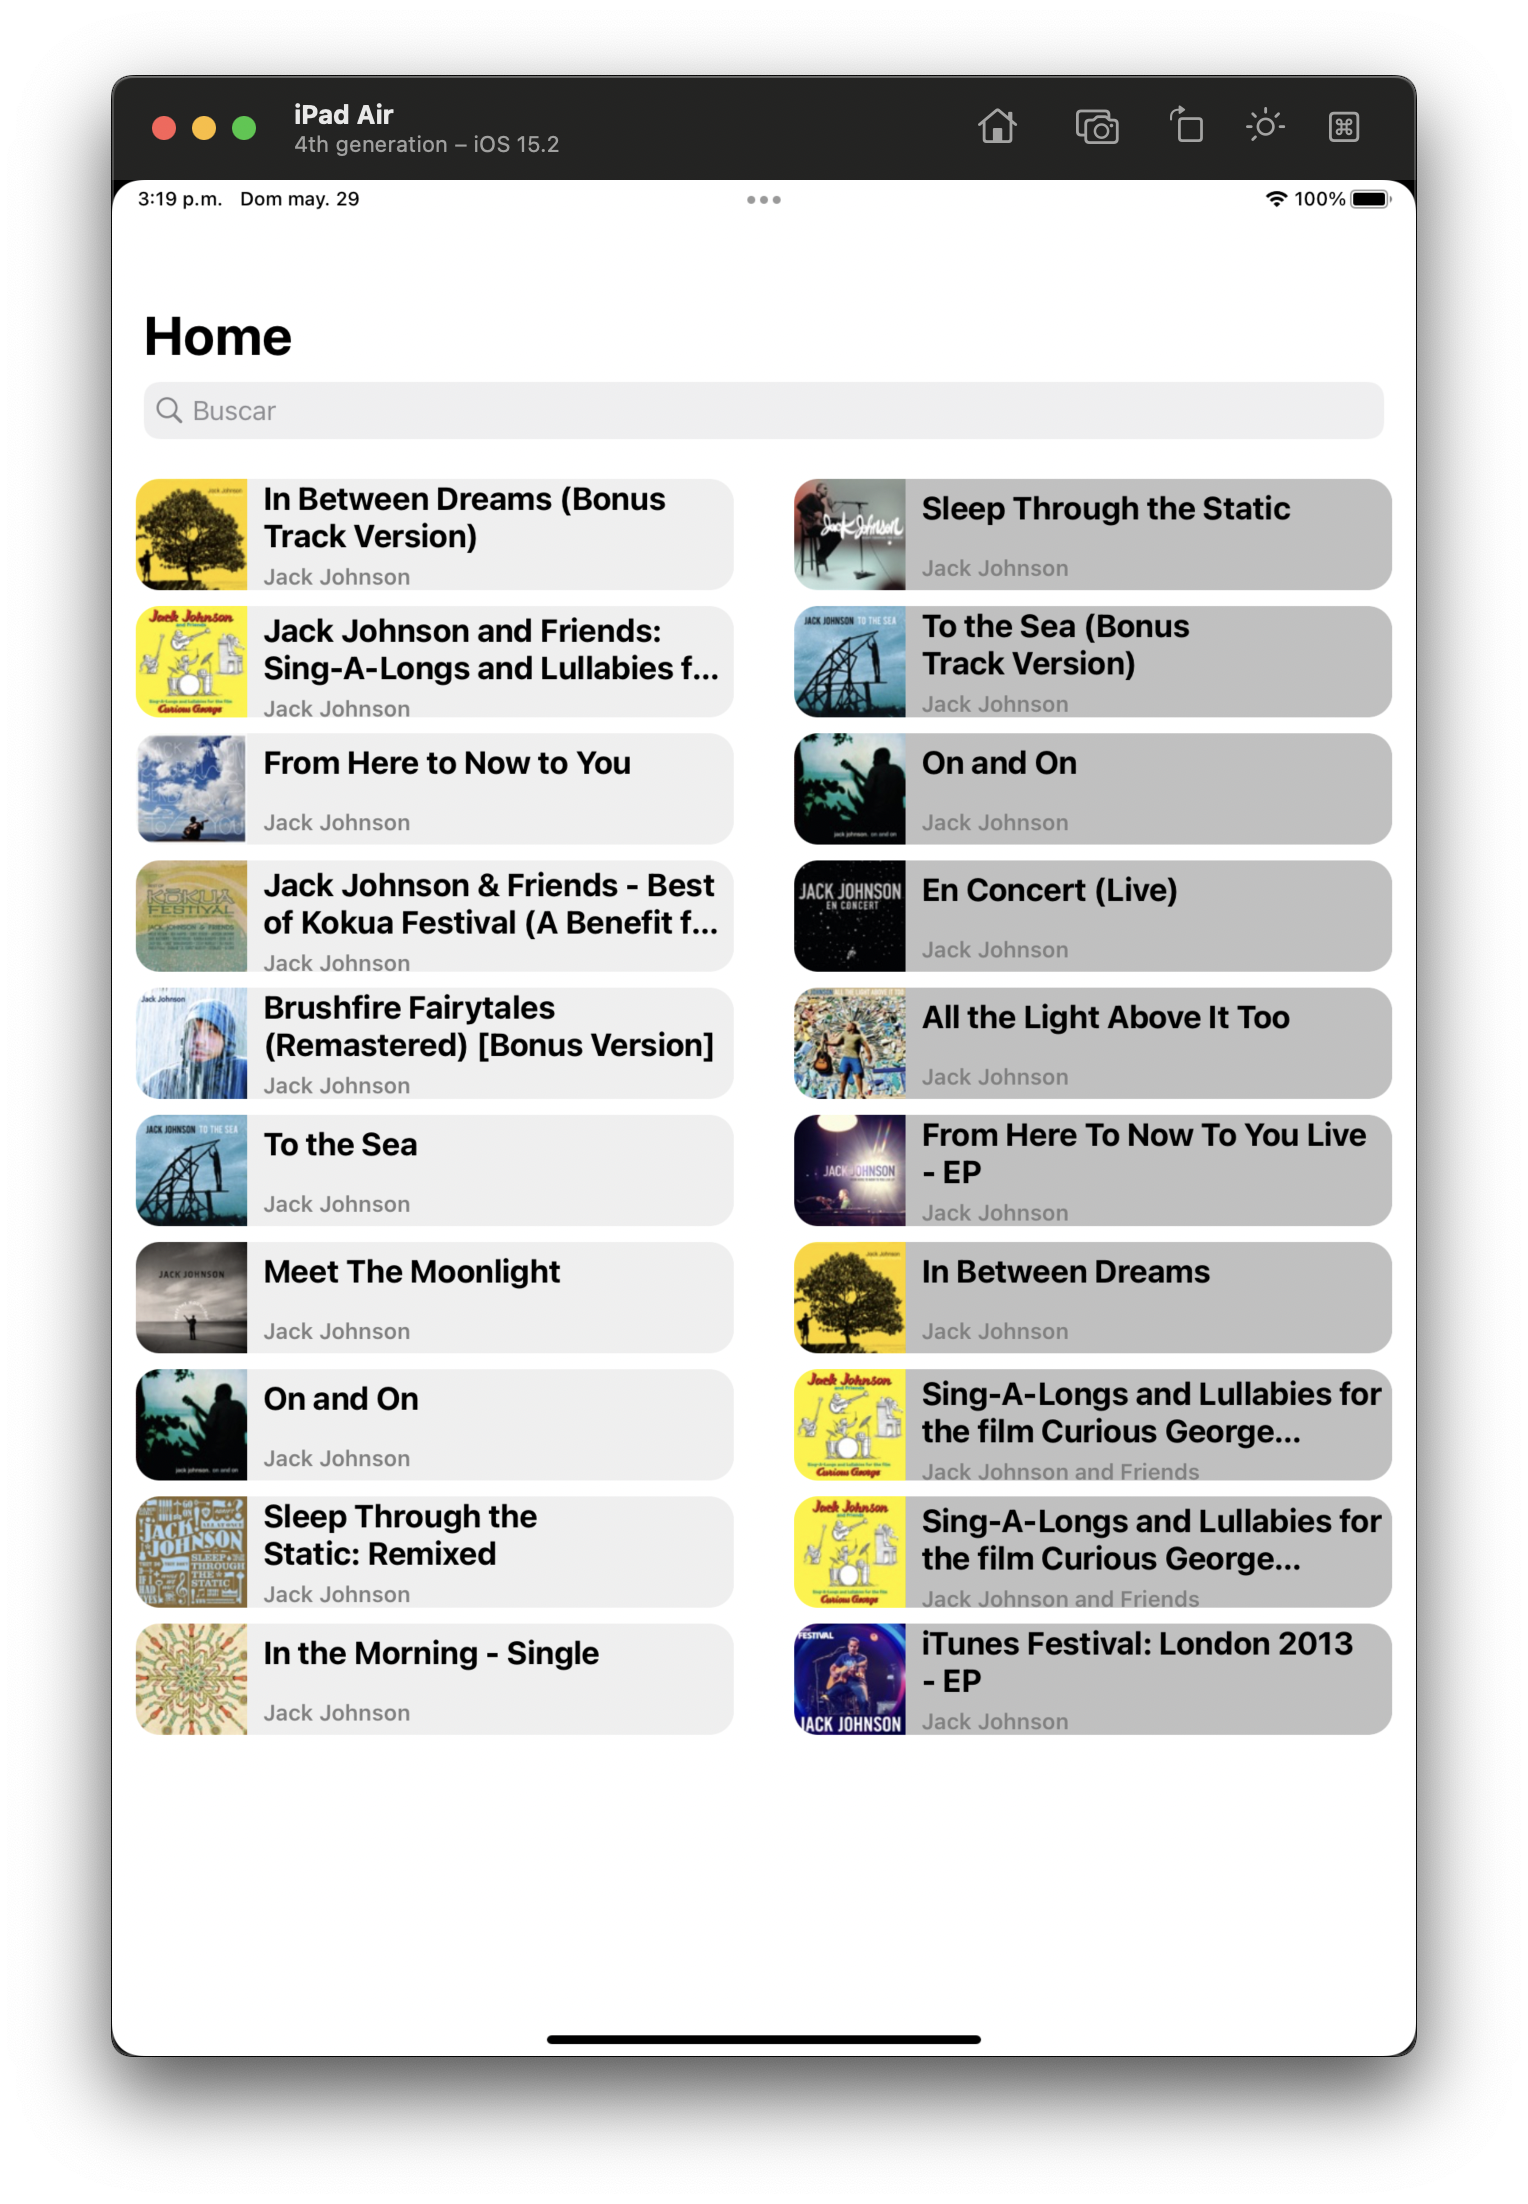 iPad Air
4th generation – iOS 15.2
3:19 p.m. Dom may. 29
100%
Home
Buscar
In Between Dreams (Bonus
Track Version)
Jack Johnson
Sleep Through the Static
Jack Johnson
Jack Johnson and Friends:
Sing-A-Longs and Lullabies f...
Jack Johnson
To the Sea (Bonus
Track Version)
Jack Johnson
From Here to Now to You
Jack Johnson
On and On
Jack Johnson
Jack Johnson & Friends - Best
of Kokua Festival (A Benefit f...
Jack Johnson
En Concert (Live)
Jack Johnson
Brushfire Fairytales
(Remastered) [Bonus Version]
Jack Johnson
All the Light Above It Too
Jack Johnson
To the Sea
Jack Johnson
From Here To Now To You Live
- EP
Jack Johnson
Meet The Moonlight
Jack Johnson
In Between Dreams
Jack Johnson
On and On
Jack Johnson
Sing-A-Longs and Lullabies for
the film Curious George...
Jack Johnson and Friends
Sleep Through the
Static: Remixed
Jack Johnson
Sing-A-Longs and Lullabies for
the film Curious George...
Jack Johnson and Friends
In the Morning - Single
Jack Johnson
iTunes Festival: London 2013
- EP
Jack Johnson